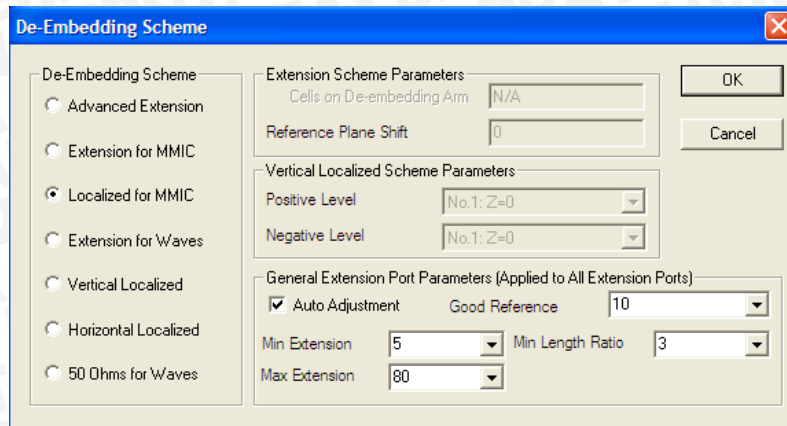 De-Embedding Scheme
De-Embedding Scheme
Advanced Extension
Extension for MMIC
Localized for MMIC
Extension for Waves
Vertical Localized
Horizontal Localized
50 Ohms for Waves
Extension Scheme Parameters
Cells on De-embedding Arm N/A
Reference Plane Shift 0
Vertical Localized Scheme Parameters
Positive Level No.1: Z=0
Negative Level No.1: Z=0
General Extension Port Parameters (Applied to All Extension Ports)
Auto Adjustment Good Reference 10
Min Extension 5 Min Length Ratio 3
Max Extension 80
OK
Cancel